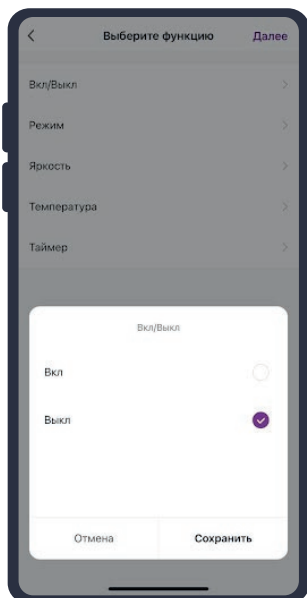 Выберите функцию Далее
Вкл/Выкл
Режим
Яркость
Температура
Таймер
Вкл/Выкл
Вкл
Выкл
Отмена Сохранить